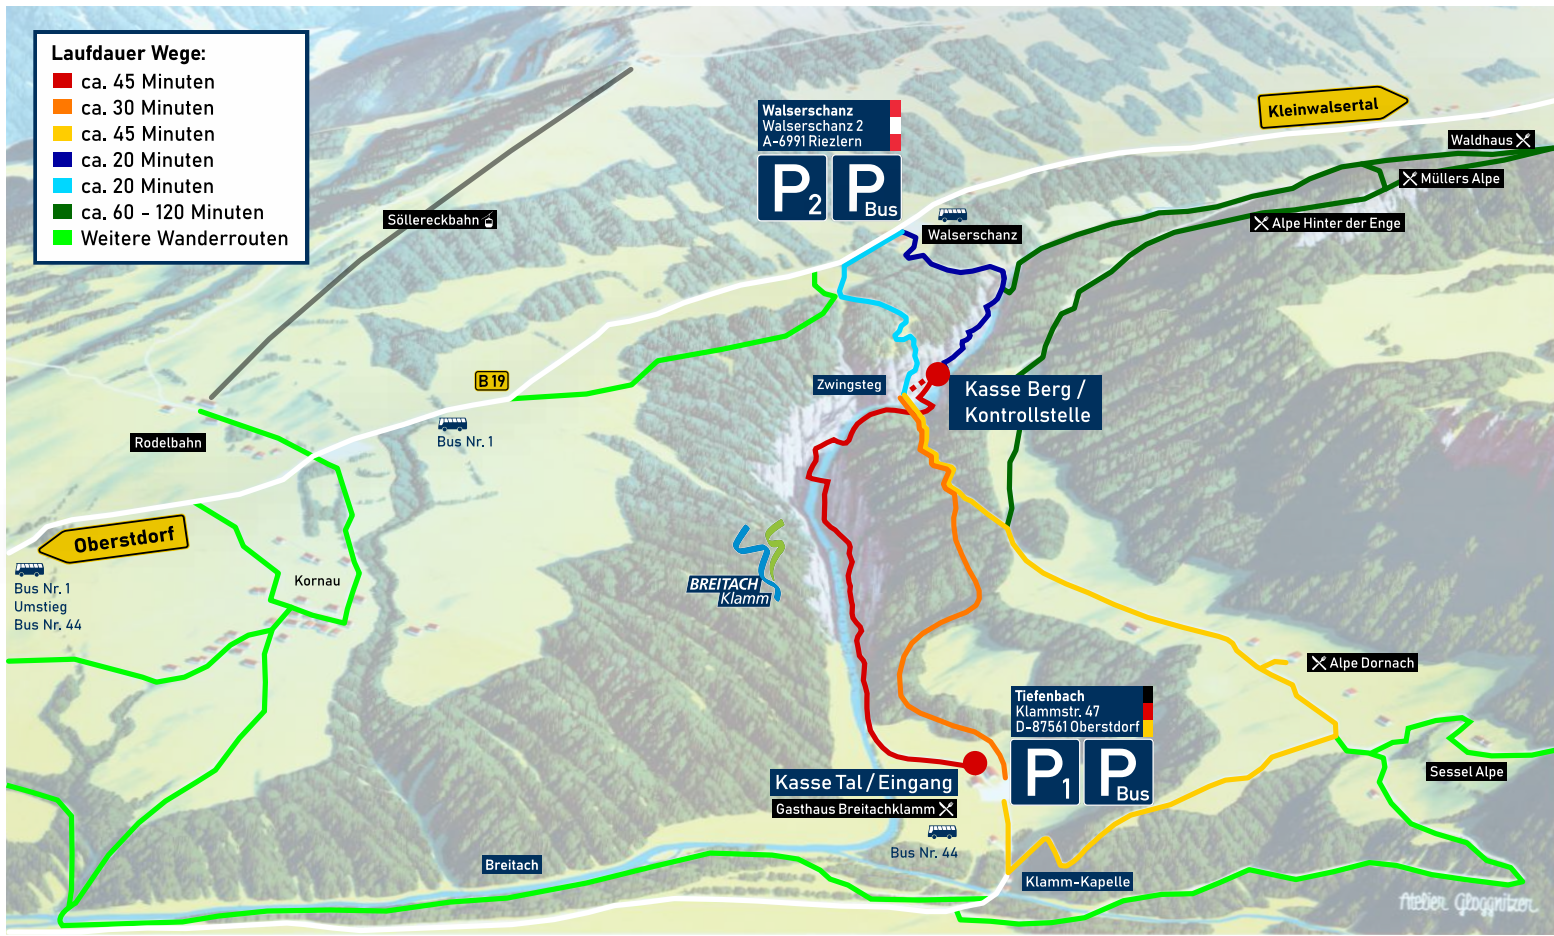 Laufdauer Wege:
ca. 45 Minuten
ca. 30 Minuten
ca. 45 Minuten
ca. 20 Minuten
ca. 20 Minuten
ca. 60 - 120 Minuten
Weitere Wanderrouten
Söllereckbahn
Walserschanz
Walserschanz 2
A-6991 Riezlern
P2
P Bus
Walserschanz
Kleinwalsertal
Waldhaus
Müllers Alpe
Alpe Hinter der Enge
Zwingsteg
Kasse Berg /
Kontrollstelle
B 19
Bus Nr. 1
Rodelbahn
Oberstdorf
Bus Nr. 1
Umstieg
Bus Nr. 44
Kornau
BREITACH
Klamm
Alpe Dornach
Tiefenbach
Klammstr. 47
D-87561 Oberstdorf
P1
P Bus
Kasse Tal / Eingang
Gasthaus Breitachklamm
Bus Nr. 44
Sessel Alpe
Breitach
Klamm-Kapelle
Atelier Gloggnitzer